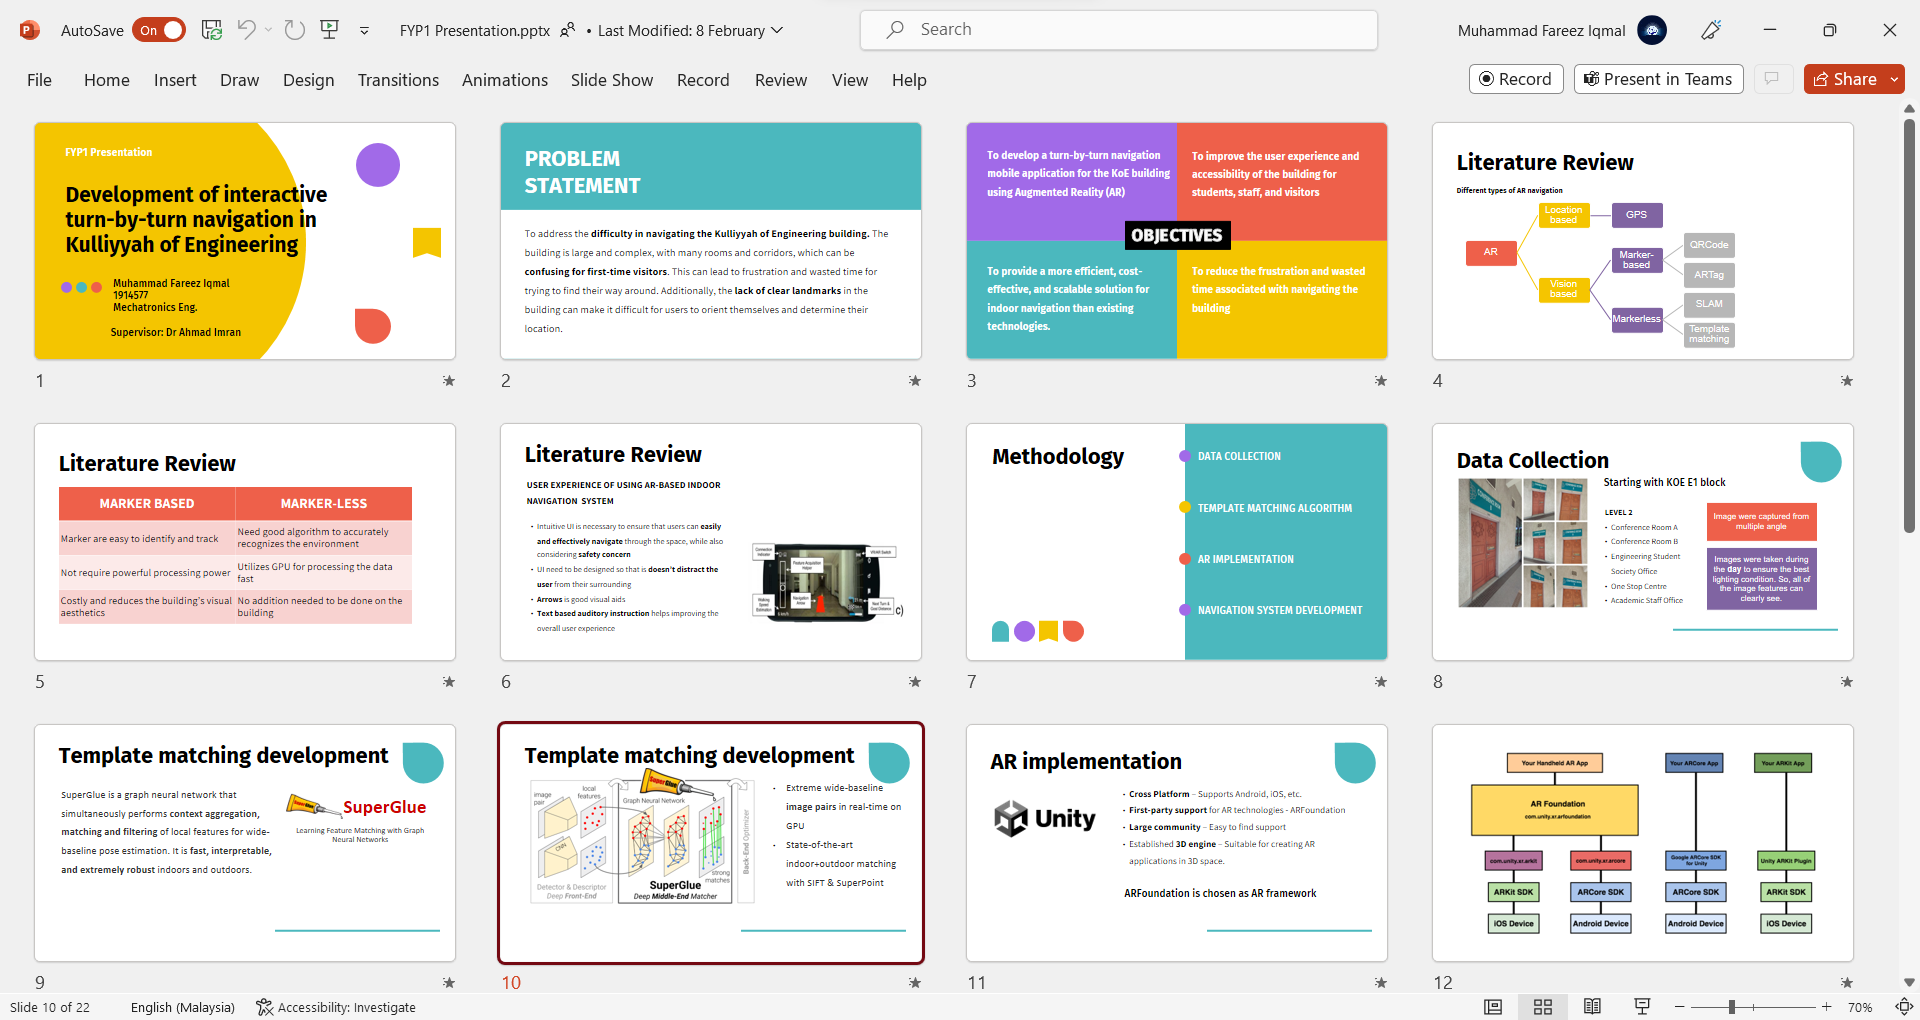 AutoSave On
FYP1 Presentation.pptx • Last Modified: 8 February
Search
Muhammad Fareez Iqmal
File Home Insert Draw Design Transitions Animations Slide Show Record Review View Help
Record Present in Teams Share
FYP1 Presentation
Development of interactive
turn-by-turn navigation in
Kulliyyah of Engineering
Muhammad Fareez Iqmal
1914577
Mechatronics Eng.
Supervisor: Dr Ahmad Imran
1
PROBLEM
STATEMENT
To address the difficulty in navigating the Kulliyyah of Engineering building. The
building is large and complex, with many rooms and corridors, which can be
confusing for first-time visitors. This can lead to frustration and wasted time for
trying to find their way around. Additionally, the lack of clear landmarks in the
building can make it difficult for users to orient themselves and determine their
location.
2
To develop a turn-by-turn navigation
mobile application for the KoE building
using Augmented Reality (AR)
To improve the user experience and
accessibility of the building for
students, staff, and visitors
OBJECTIVES
To provide a more efficient, cost-
effective, and scalable solution for
indoor navigation than existing
technologies.
To reduce the frustration and wasted
time associated with navigating the
building
3
Literature Review
Different types of AR navigation
AR
Location
based
GPS
Vision
based
Marker-
based
QRCode
ARTag
Markerless
SLAM
Template
matching
4
Literature Review
MARKER BASED
MARKER-LESS
Marker are easy to identify and track
Need good algorithm to accurately
recognizes the environment
Not require powerful processing power
Utilizes GPU for processing the data
fast
Costly and reduces the building's visual
aesthetics
No addition needed to be done on the
building
5
Literature Review
USER EXPERIENCE OF USING AR-BASED INDOOR
NAVIGATION SYSTEM
• Intuitive UI is necessary to ensure that users can easily
and effectively navigate through the space, while also
considering safety concern
• UI need to be designed so that is doesn't distract the
user from their surrounding
• Arrows is good visual aids
• Text based auditory instruction helps improving the
overall user experience
c)
6
Methodology
DATA COLLECTION
TEMPLATE MATCHING ALGORITHM
AR IMPLEMENTATION
NAVIGATION SYSTEM DEVELOPMENT
7
Data Collection
Starting with KOE E1 block
LEVEL 2
• Conference Room A
• Conference Room B
• Engineering Student
Society Office
• One Stop Centre
• Academic Staff Office
Image were captured from
multiple angle
Images were taken during
the day to ensure the best
lighting condition. So, all of
the image features can
clearly see.
8
Template matching development
SuperGlue is a graph neural network that
simultaneously performs context aggregation,
matching and filtering of local features for wide-
baseline pose estimation. It is fast, interpretable,
and extremely robust indoors and outdoors.
SuperGlue
Learning Feature Matching with Graph
Neural Networks
9
Template matching development
image
pair
local
features
SuperGlue
Graph Neural Network
CNN
strong
matches
Back-End Optimizer
Detector & Descriptor
Deep Front-End
SuperGlue
Deep Middle-End Matcher
• Extreme wide-baseline
image pairs in real-time on
GPU
• State-of-the-art
indoor+outdoor matching
with SIFT & SuperPoint
10
AR implementation
Unity
• Cross Platform – Supports Android, iOS, etc.
• First-party support for AR technologies - ARFoundation
• Large community – Easy to find support
• Established 3D engine – Suitable for creating AR
applications in 3D space.
ARFoundation is chosen as AR framework
11
Your Handheld AR App
Your ARCore App
Your ARKit App
AR Foundation
com.unity.xr.arfoundation
com.unity.xr.arkit
com.unity.xr.arcore
Google ARCore SDK
for Unity
Unity ARKit Plugin
ARKit SDK
ARCore SDK
ARCore SDK
ARKit SDK
iOS Device
Android Device
Android Device
iOS Device
12
Slide 10 of 22 English (Malaysia) Accessibility: Investigate 70%